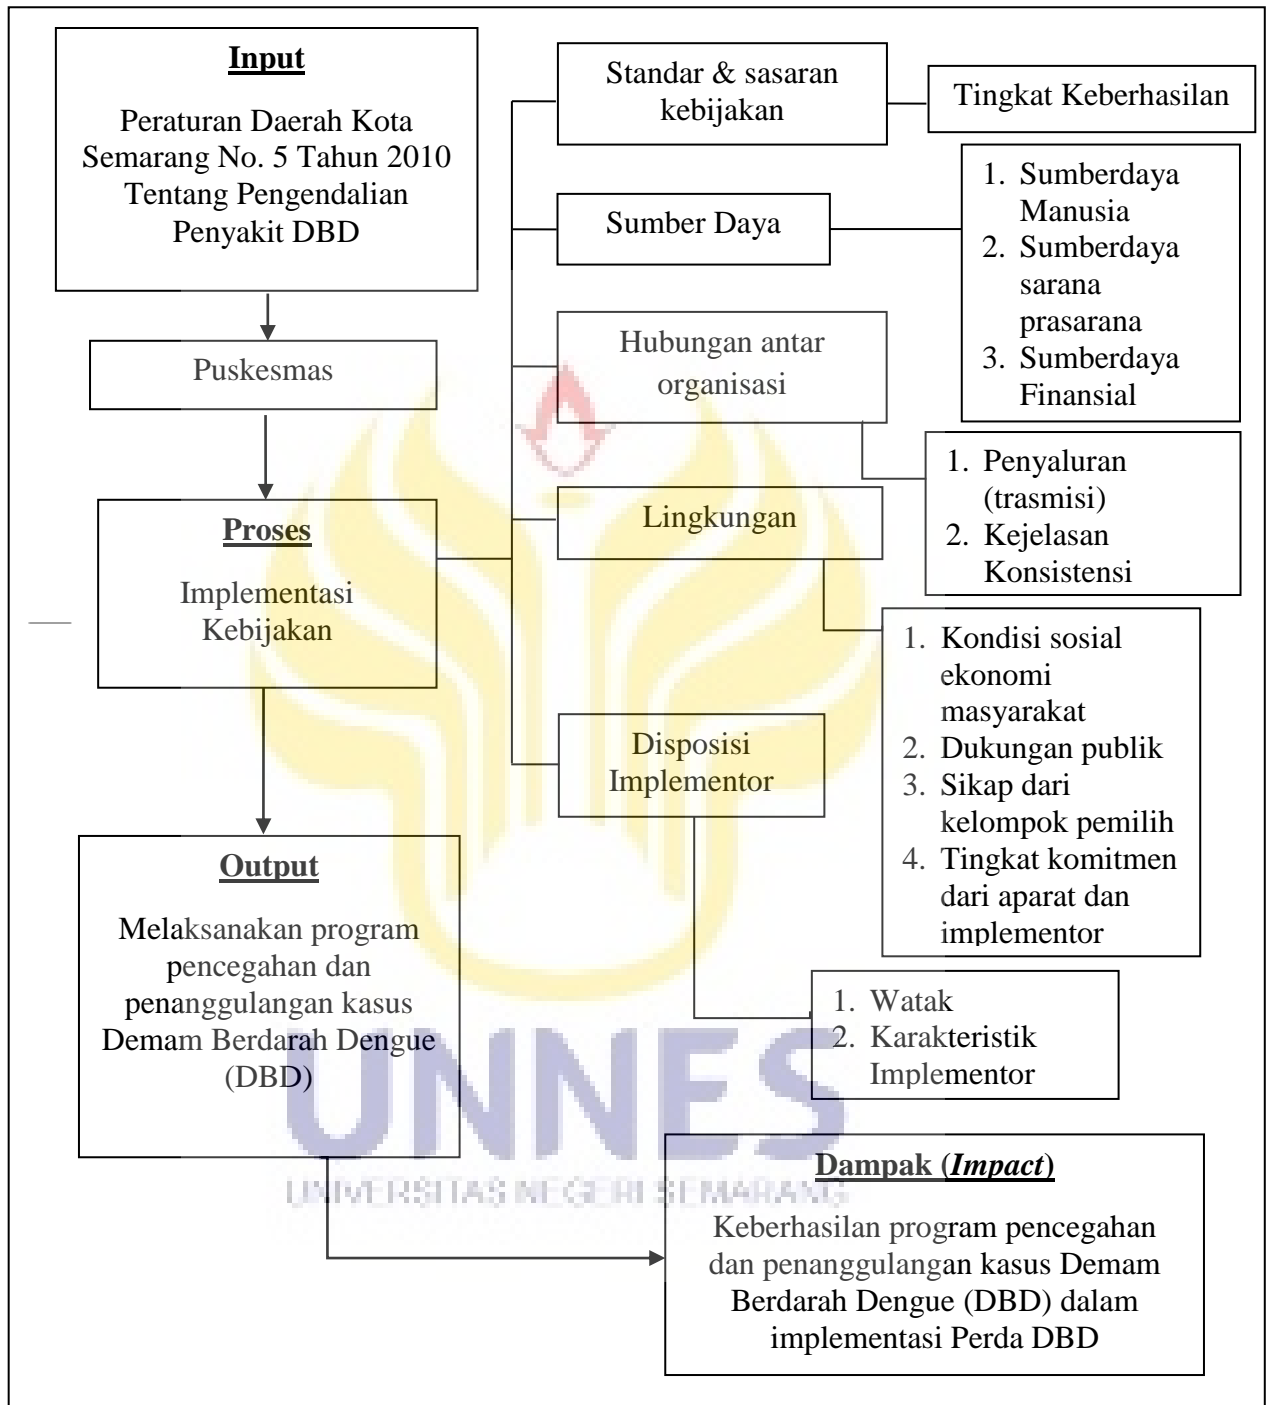 Input
Peraturan Daerah Kota
Semarang No. 5 Tahun 2010
Tentang Pengendalian
Penyakit DBD
Puskesmas
Proses
Implementasi
Kebijakan
Output
Melaksanakan program
pencegahan dan
penanggulangan kasus
Demam Berdarah Dengue
(DBD)
Standar & sasaran
kebijakan
Tingkat Keberhasilan
Sumber Daya
1. Sumberdaya
Manusia
2. Sumberdaya
sarana
prasarana
3. Sumberdaya
Finansial
Hubungan antar
organisasi
1. Penyaluran
(trasmisi)
2. Kejelasan
Konsistensi
Lingkungan
1. Kondisi sosial
ekonomi
masyarakat
2. Dukungan publik
3. Sikap dari
kelompok pemilih
4. Tingkat komitmen
dari aparat dan
implementor
Disposisi
Implementor
1. Watak
2. Karakteristik
Implementor
Dampak (Impact)
Keberhasilan program pencegahan
dan penanggulangan kasus Demam
Berdarah Dengue (DBD) dalam
implementasi Perda DBD
UNNES
UNIVERSITAS NEGERI SEMARANG